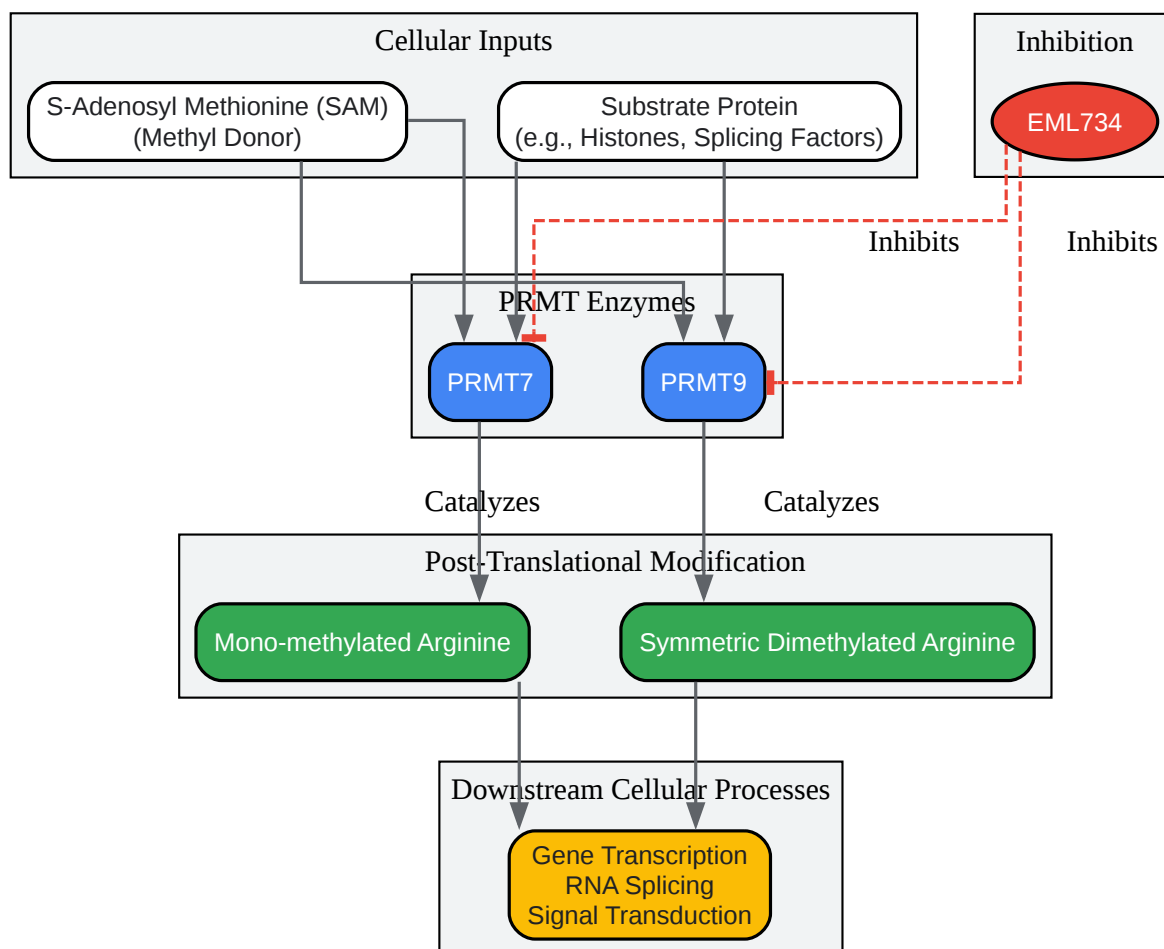 Cellular Inputs
Inhibition
S-Adenosyl Methionine (SAM)
(Methyl Donor)
Substrate Protein
(e.g., Histones, Splicing Factors)
EML734
Inhibits
Inhibits
PRMT Enzymes
PRMT7
PRMT9
Catalyzes
Catalyzes
Post-Translational Modification
Mono-methylated Arginine
Symmetric Dimethylated Arginine
Downstream Cellular Processes
Gene Transcription
RNA Splicing
Signal Transduction